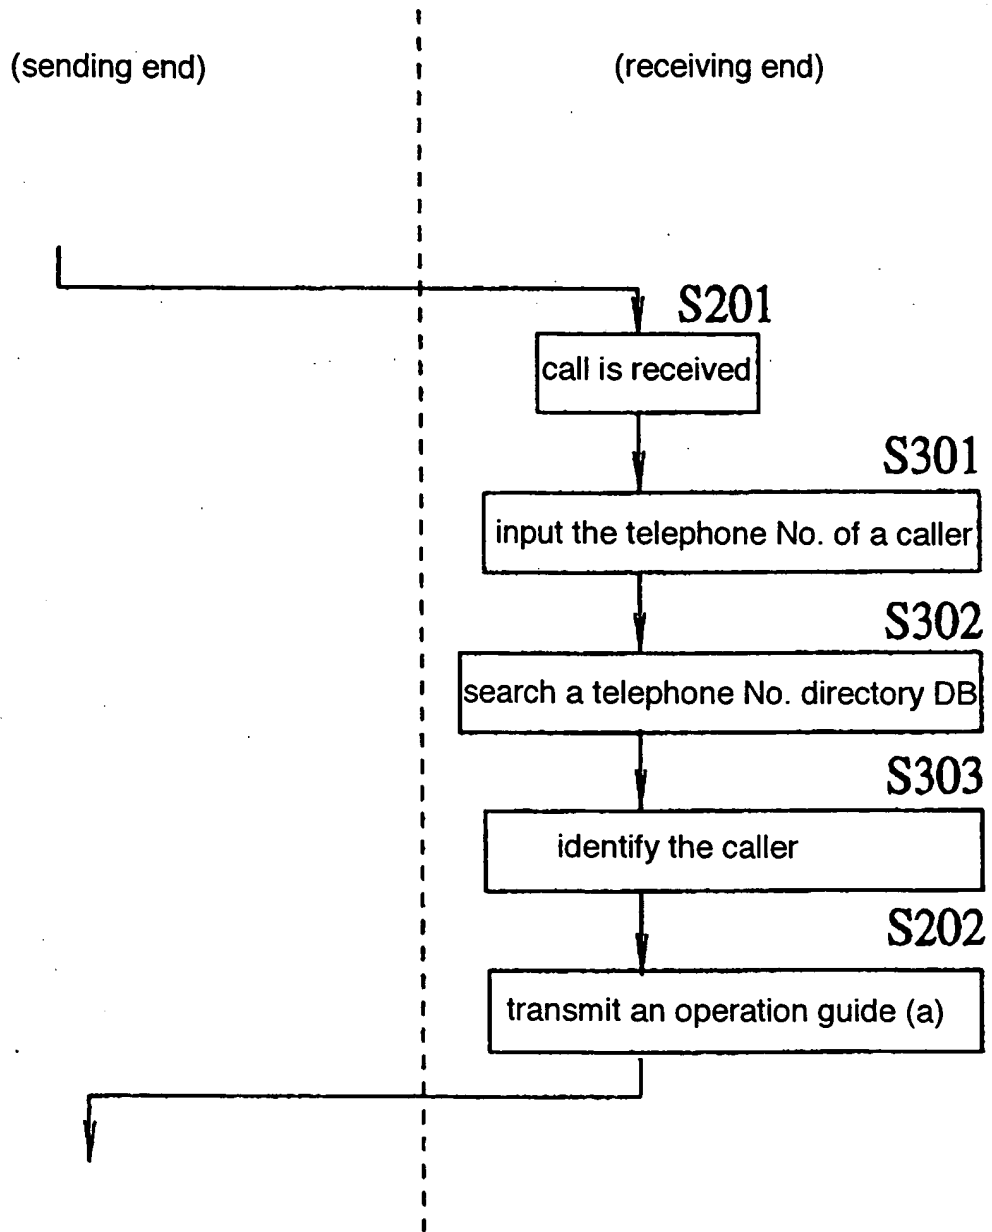 (sending end)
(receiving end)
S201
call is received
S301
input the telephone No. of a caller
S302
search a telephone No. directory DB
S303
identify the caller
S202
transmit an operation guide (a)